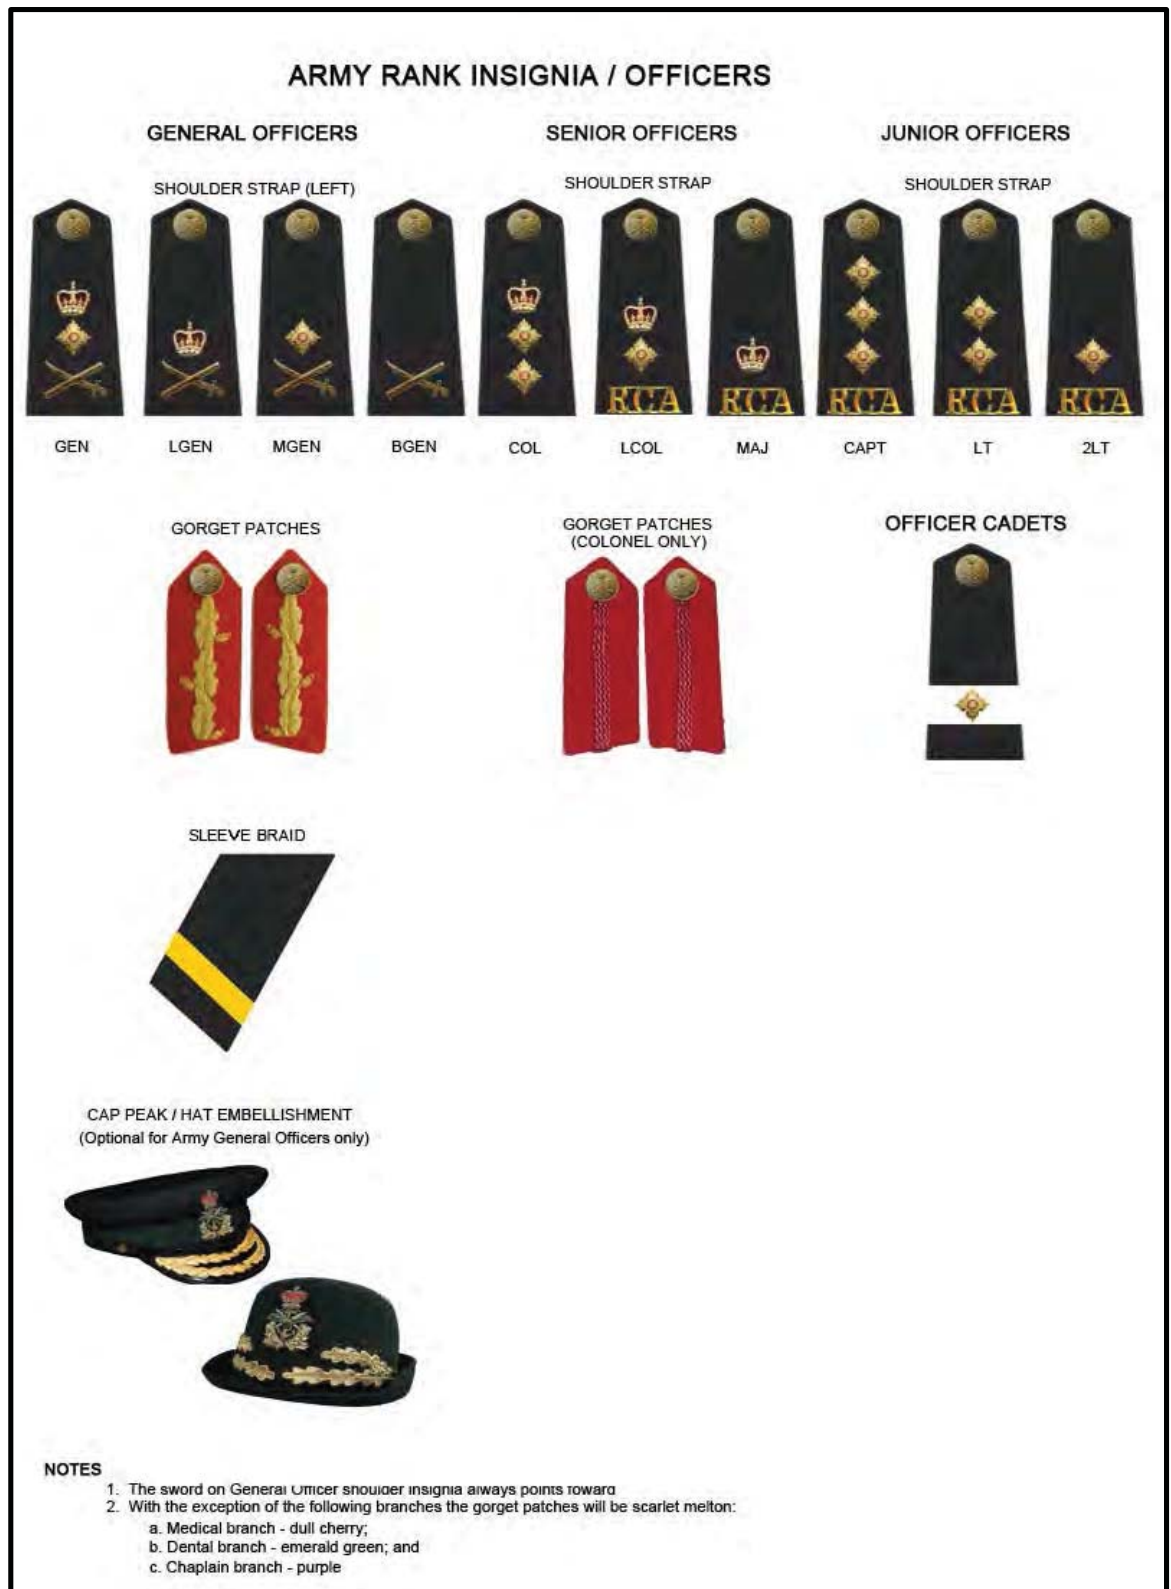 ARMY RANK INSIGNIA / OFFICERS
GENERAL OFFICERS SENIOR OFFICERS JUNIOR OFFICERS
SHOULDER STRAP (LEFT) SHOULDER STRAP SHOULDER STRAP
RCA RCA RCA RCA RCA
GEN LGEN MGEN BGEN COL LCOL MAJ CAPT LT 2LT
GORGET PATCHES
GORGET PATCHES
(COLONEL ONLY)
OFFICER CADETS
SLEEVE BRAID
CAP PEAK / HAT EMBELLISHMENT
(Optional for Army General Officers only)
NOTES
1. The sword on General Officer shoulder insignia always points toward
2. With the exception of the following branches the gorget patches will be scarlet melton:
a. Medical branch - dull cherry;
b. Dental branch - emerald green; and
c. Chaplain branch - purple